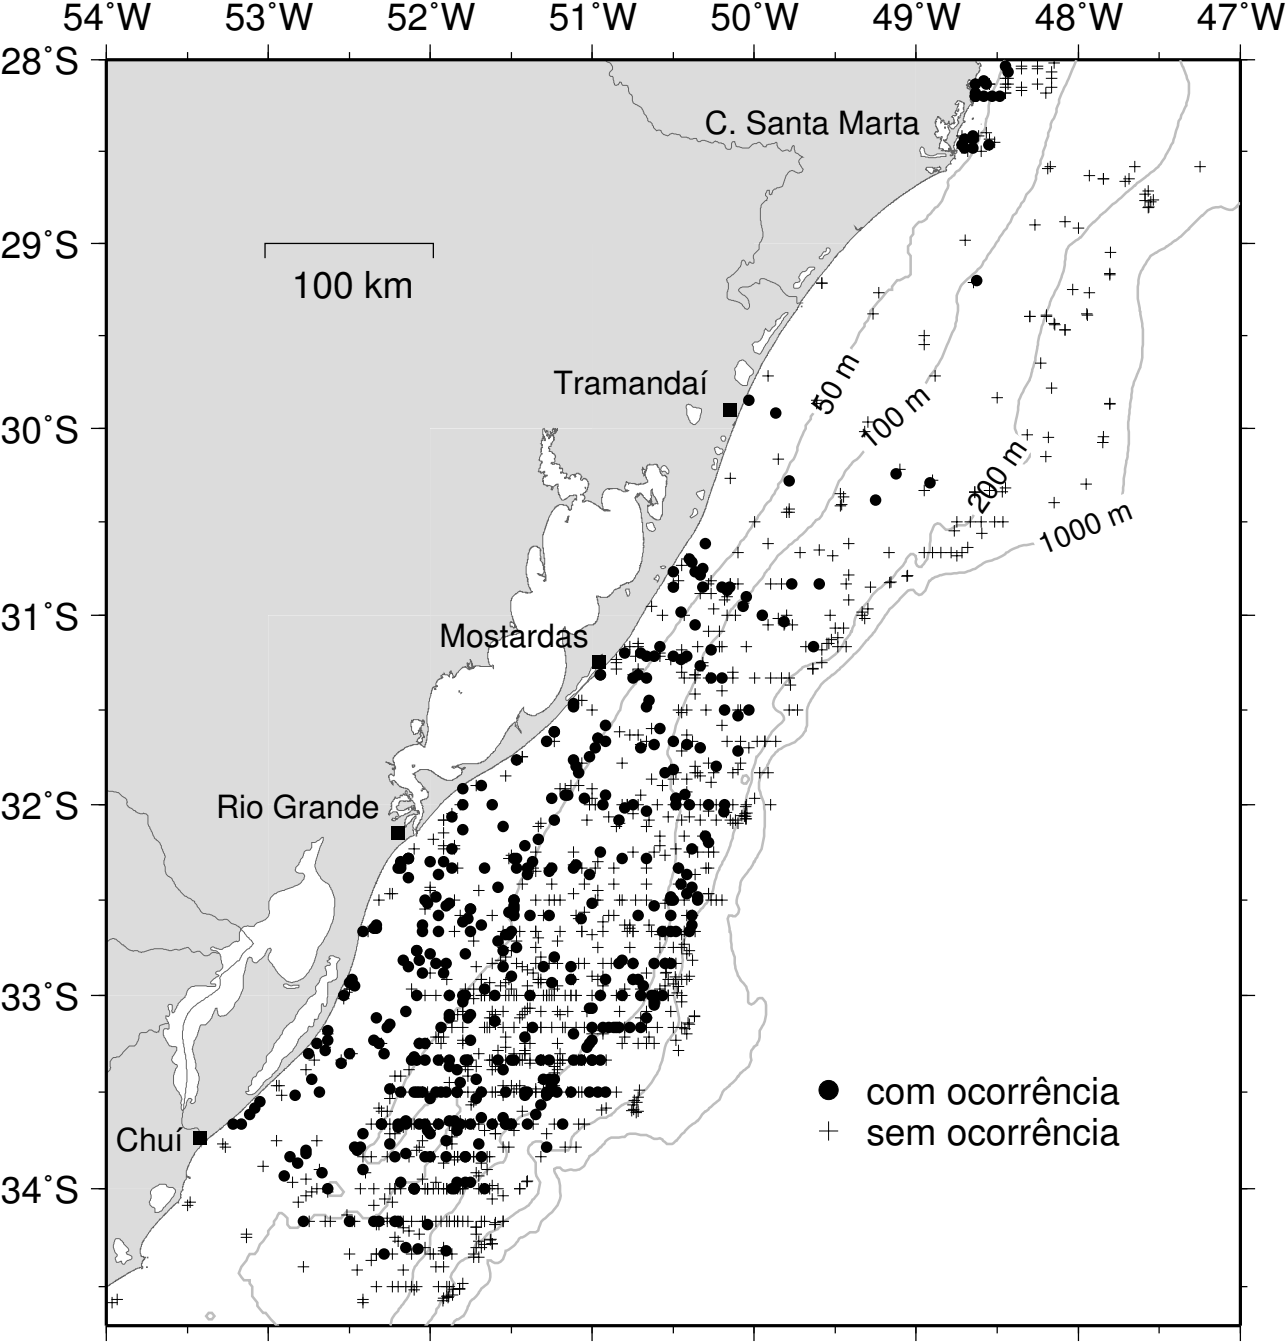 54˚W 53˚W 52˚W 51˚W 50˚W 49˚W 48˚W 47˚W
28˚S
C. Santa Marta
29˚S
100 km
50 m
Tramandaí
100 m
30˚S
200 m
1000 m
31˚S
Mostardas
32˚S
Rio Grande
33˚S
com ocorrência
sem ocorrência
Chuí
34˚S